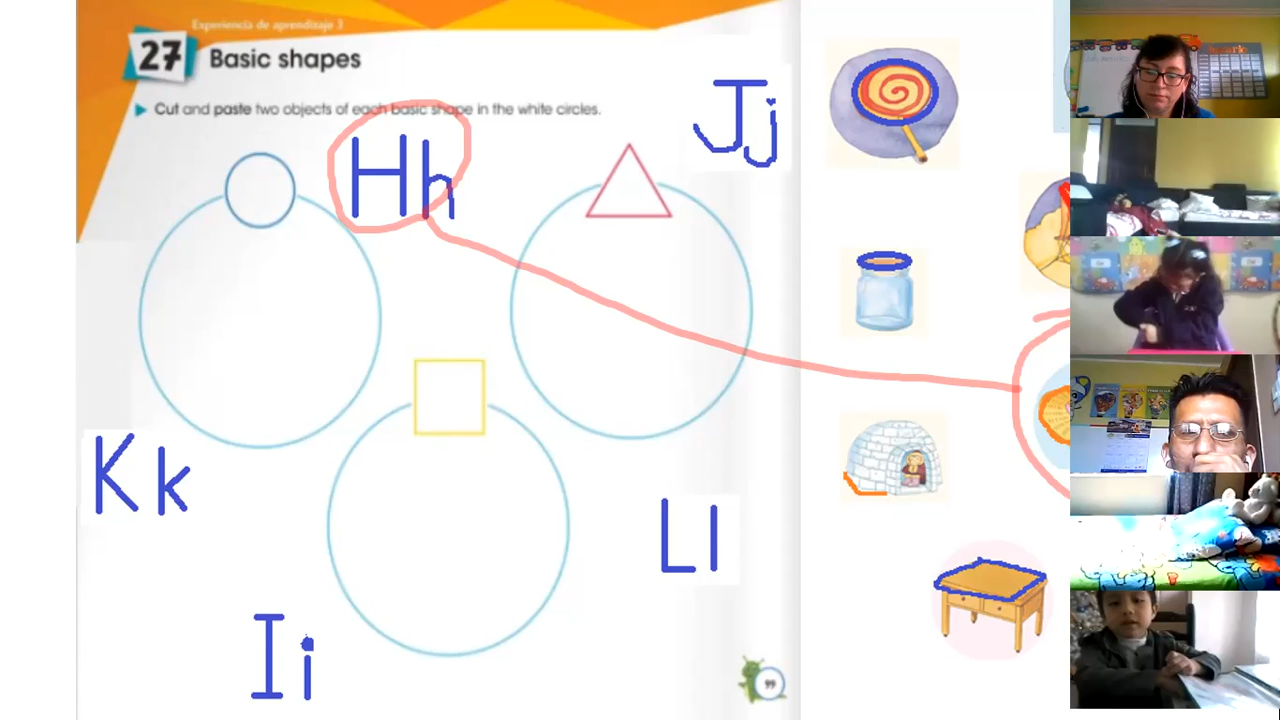 Experiencia de aprendizaje 3
27 Basic shapes
Cut and paste two objects of each basic shape in the white circles.
Jj
Hh
Kk
Ll
Ii
99